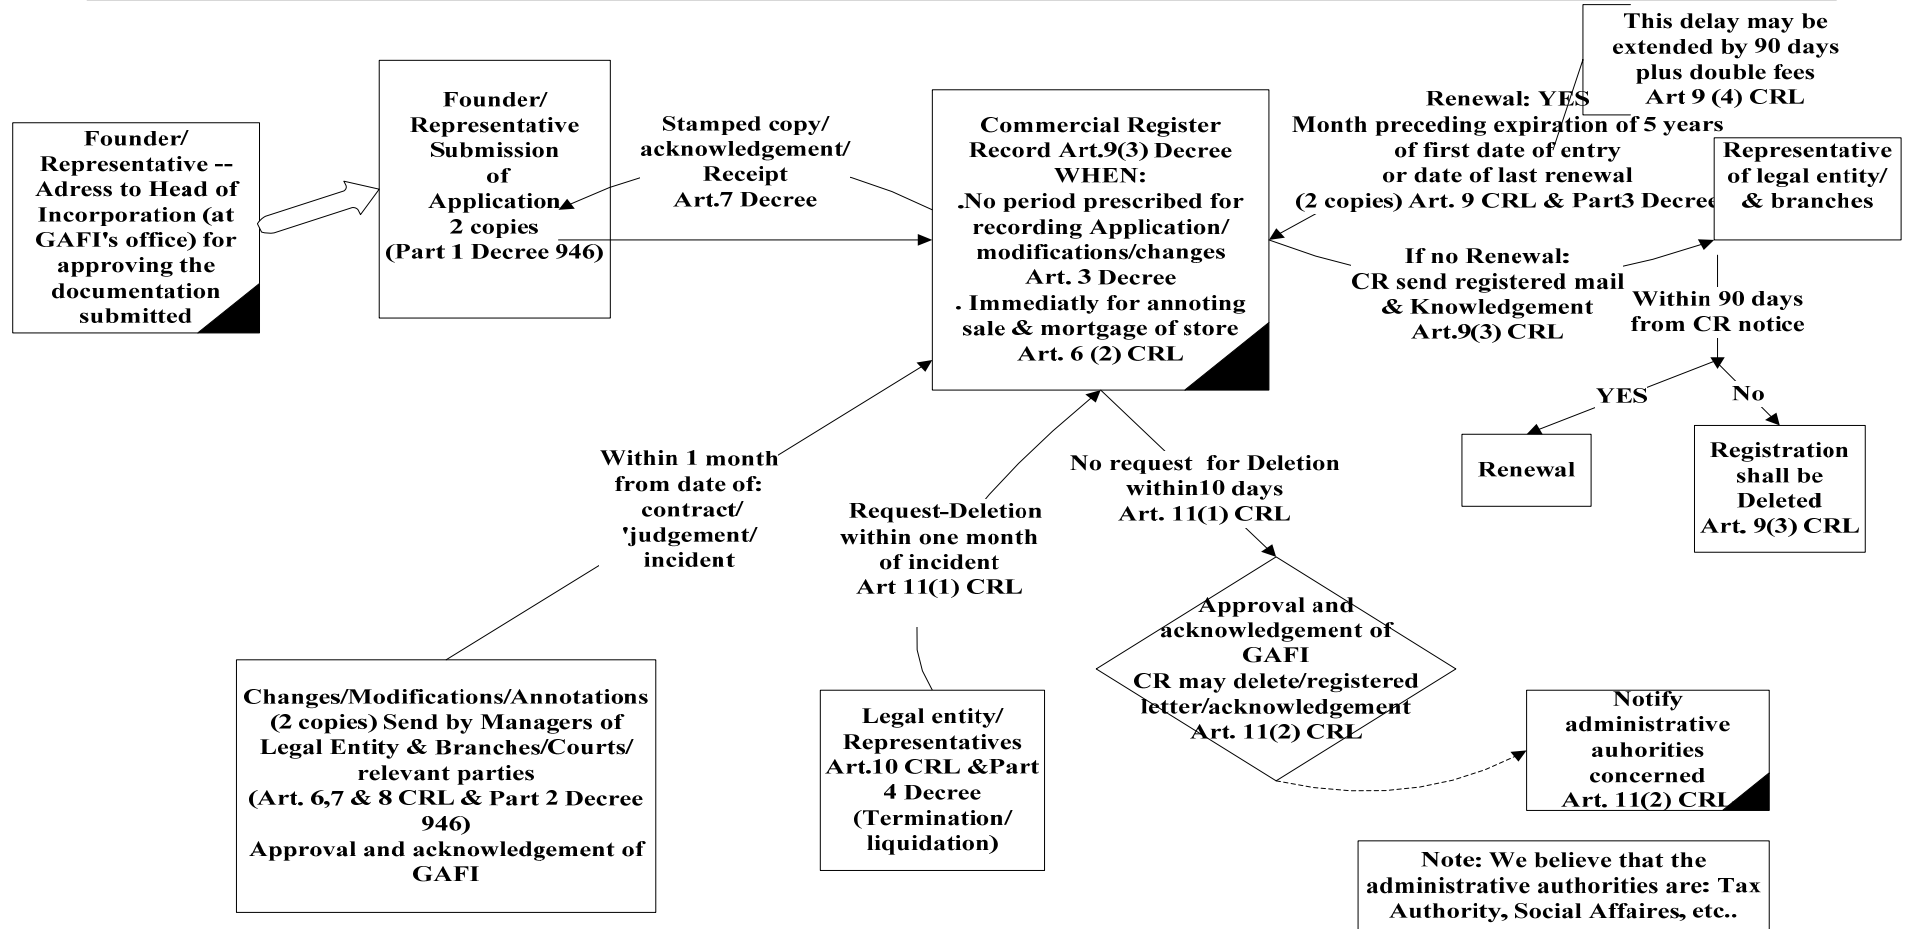 Founder/
Representative --
Adress to Head of
Incorporation (at
GAFI's office) for
approving the
documentation
submitted
Founder/
Representative
Submission
of
Application
2 copies
(Part 1 Decree 946)
Stamped copy/
acknowledgement/
Receipt
Art.7 Decree
Commercial Register
Record Art.9(3) Decree
WHEN:
.No period prescribed for
recording Application/
modifications/changes
Art. 3 Decree
. Immediatly for annoting
sale & mortgage of store
Art. 6 (2) CRL
This delay may be
extended by 90 days
plus double fees
Art 9 (4) CRL
Renewal: YES
Month preceding expiration of 5 years
of first date of entry
or date of last renewal
(2 copies) Art. 9 CRL & Part3 Decree
Representative
of legal entity/
& branches
If no Renewal:
CR send registered mail
& Knowledgement
Art.9(3) CRL
Within 90 days
from CR notice
YES
No
Renewal
Registration
shall be
Deleted
Art. 9(3) CRL
Within 1 month
from date of:
contract/
'judgement/
incident
Request-Deletion
within one month
of incident
Art 11(1) CRL
No request for Deletion
within10 days
Art. 11(1) CRL
Changes/Modifications/Annotations
(2 copies) Send by Managers of
Legal Entity & Branches/Courts/
relevant parties
(Art. 6,7 & 8 CRL & Part 2 Decree
946)
Approval and acknowledgement of
GAFI
Legal entity/
Representatives
Art.10 CRL &Part
4 Decree
(Termination/
liquidation)
Approval and
acknowledgement of
GAFI
CR may delete/registered
letter/acknowledgement
Art. 11(2) CRL
Notify
administrative
auhorities
concerned
Art. 11(2) CRL
Note: We believe that the
administrative authorities are: Tax
Authority, Social Affaires, etc..